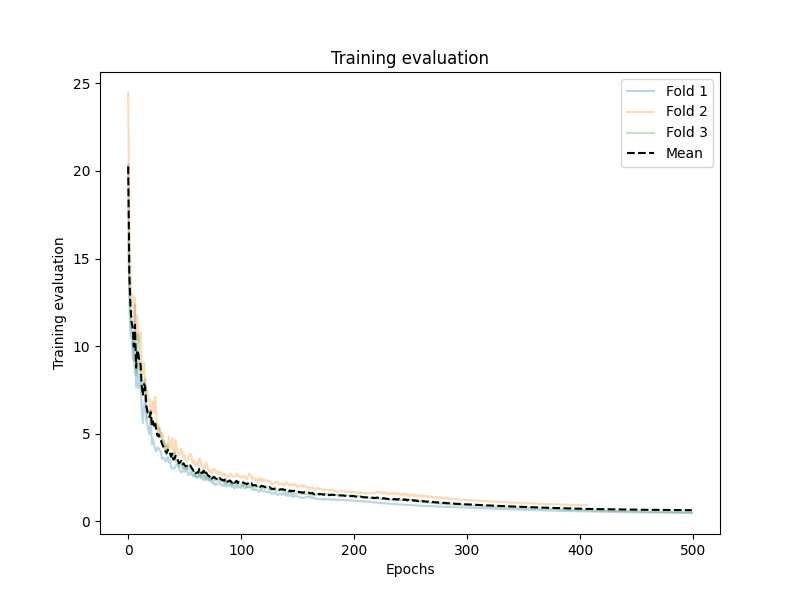 Training evaluation
Fold 1
Fold 2
Fold 3
Mean
Training evaluation
25
20
15
10
5
0
0 100 200 300 400 500
Epochs